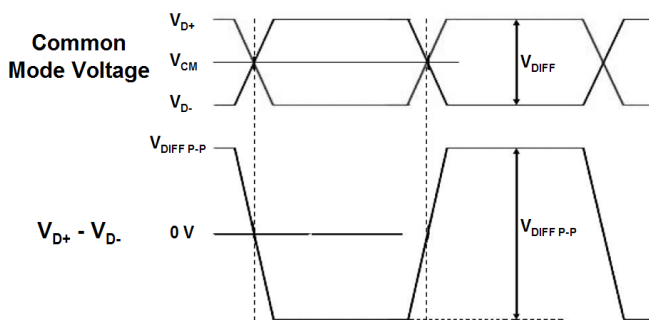 Common
Mode Voltage
VD+
VCM
VD-
VDIFF
VDIFF P-P
VD+ - VD-
0 V
VDIFF P-P